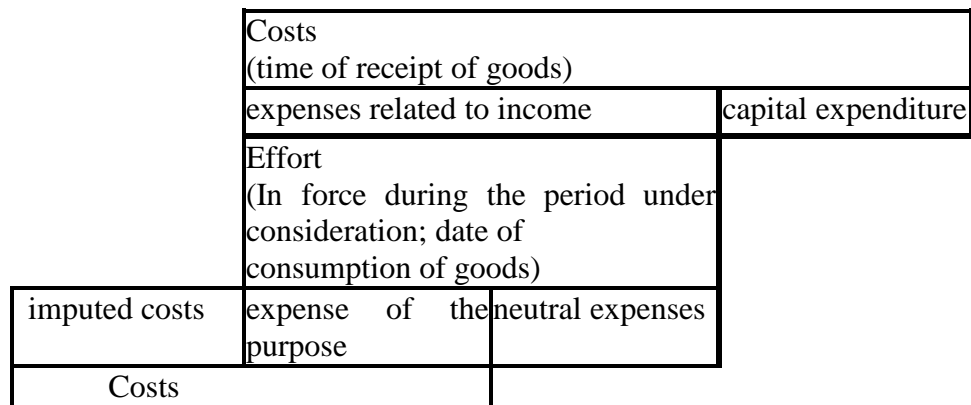 Costs
(time of receipt of goods)
expenses related to income
capital expenditure
Effort
(In force during the period under
consideration; date of
consumption of goods)
imputed costs
expense of the
purpose
neutral expenses
Costs